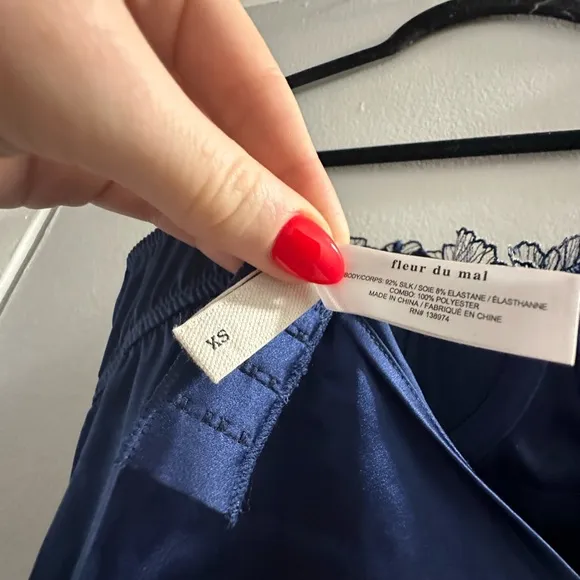 fleur du mal
BODY/CORPS: 92% SILK / SOIE 8% ELASTANE / ÉLASTHANNE
COMBO: 100% POLYESTER
MADE IN CHINA / FABRIQUÉ EN CHINE
RN# 138974
XS